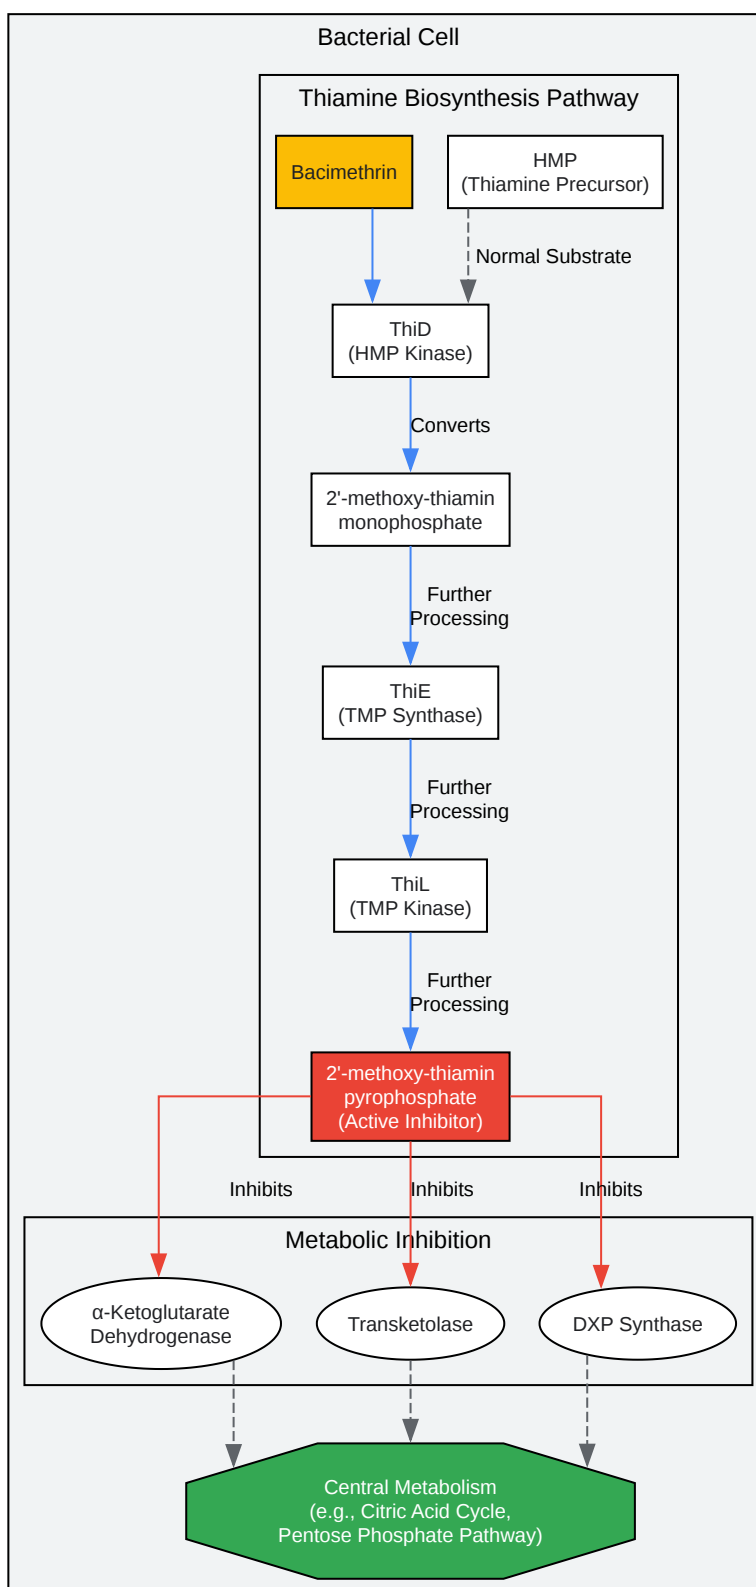 Bacterial Cell
Thiamine Biosynthesis Pathway
Bacimethrin
HMP
(Thiamine Precursor)
Normal Substrate
ThiD
(HMP Kinase)
Converts
2'-methoxy-thiamin
monophosphate
Further
Processing
ThiE
(TMP Synthase)
Further
Processing
ThiL
(TMP Kinase)
Further
Processing
2'-methoxy-thiamin
pyrophosphate
(Active Inhibitor)
Inhibits
Inhibits
Inhibits
Metabolic Inhibition
α-Ketoglutarate
Dehydrogenase
Transketolase
DXP Synthase
Central Metabolism
(e.g., Citric Acid Cycle,
Pentose Phosphate Pathway)